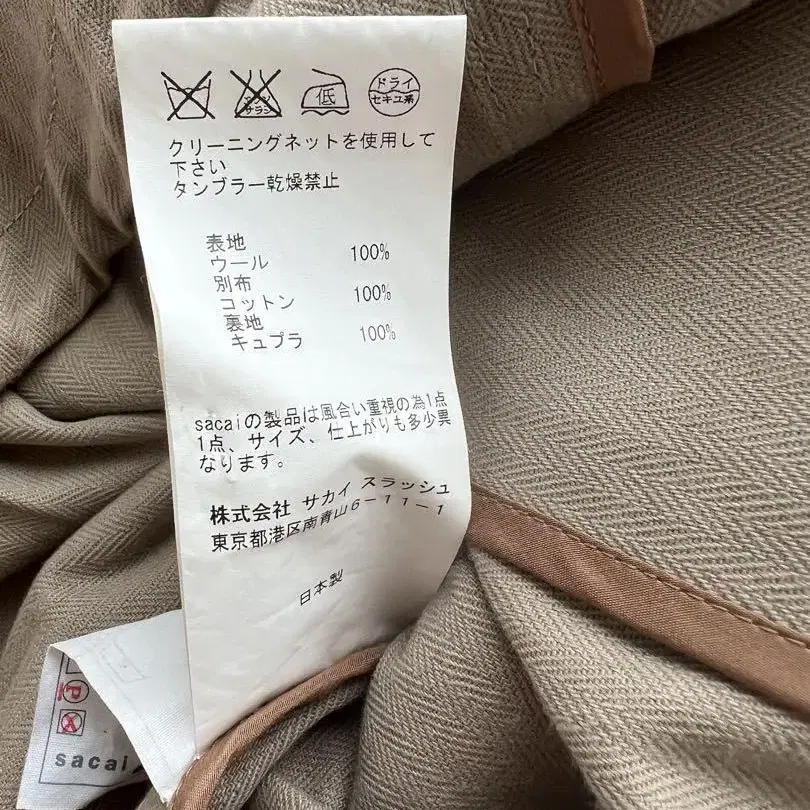 エンソ
サラシ
低
ドライ
セキユ系
クリーニングネットを使用して
下さい
タンブラー乾燥禁止
表地
ウール 100%
別布
コットン 100%
裏地
キュプラ 100%
sacaiの製品は風合い重視の為1点
1点、サイズ、仕上がりも多少異
なります。
株式会社 サカイ スラッシュ
東京都港区南青山6-11-1
日本製
P
sacai